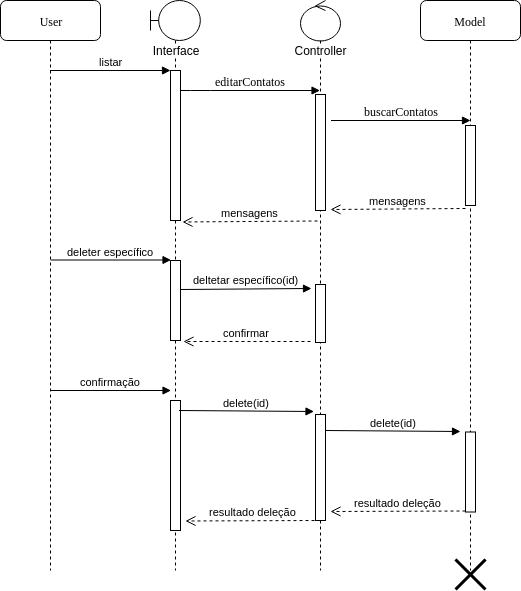 User
Interface
Controller
Model
listar
editarContatos
buscarContatos
mensagens
mensagens
deleter específico
deltetar específico(id)
confirmar
confirmação
delete(id)
delete(id)
resultado deleção
resultado deleção